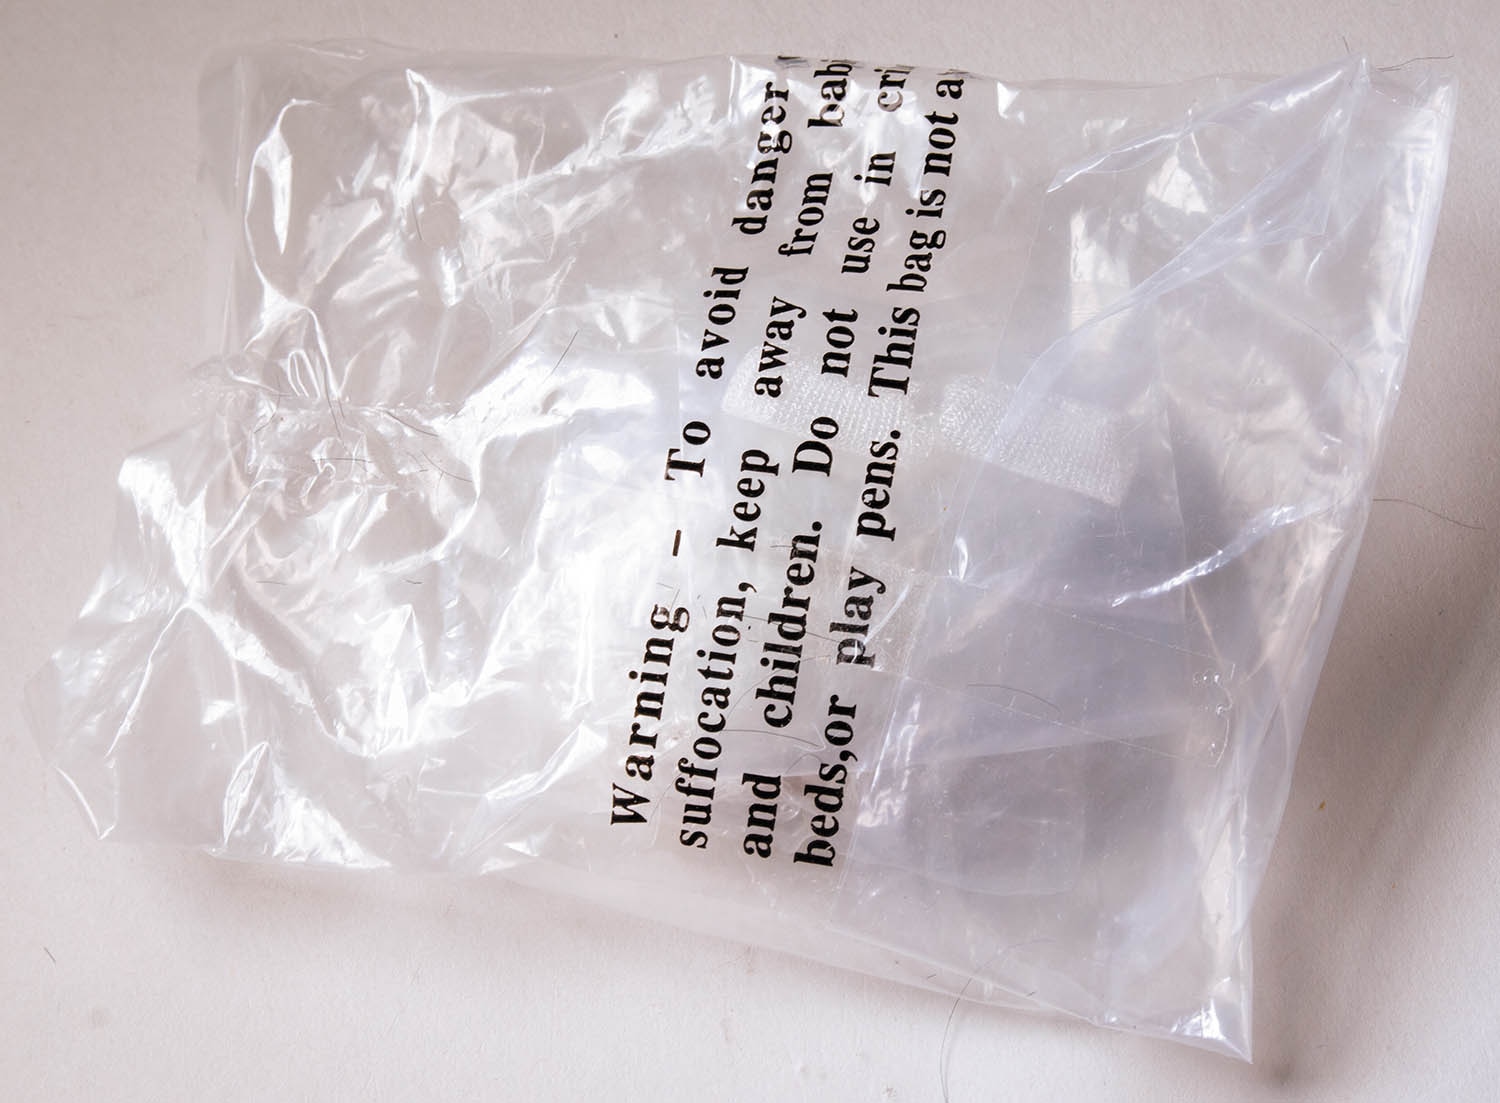 Warning – To avoid danger
suffocation, keep away from
and children. Do not use in
beds,or play pens. This bag is not